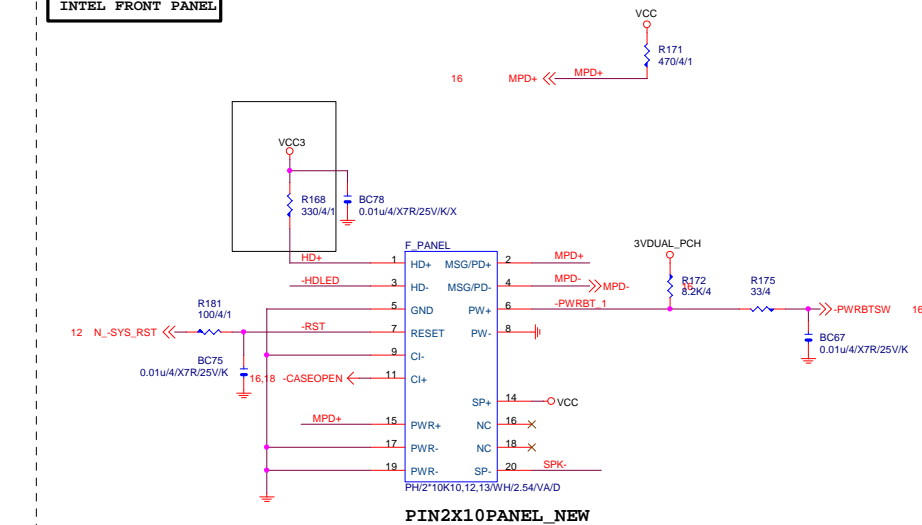 INTEL FRONT PANEL
VCC
R171
470/4/1
16 MPD+ MPD+
VCC3
R168
330/4/1
BC78
0.01u/4/X7R/25V/K/X
F_PANEL
3VDUAL_PCH
HD+ 1 HD+ MSG/PD+ 2 MPD+
-HDLED 3 HD- MSG/PD- 4 MPD- MPD-
16
R172
8.2K/4
R175
33/4
5 GND PW+ 6 -PWRBT_1
-PWRBTSW 16
R181
100/4/1
12 N_-SYS_RST -RST 7 RESET PW- 8
BC67
0.01u/4/X7R/25V/K
9 CI-
BC75
0.01u/4/X7R/25V/K
16,18 -CASEOPEN 11 CI+
SP+ 14 VCC
MPD+ 15 PWR+ NC 16
17 PWR- NC 18
19 PWR- SP- 20 SPK-
PH/2*10K10,12,13/WH/2.54/VA/D
PIN2X10PANEL_NEW